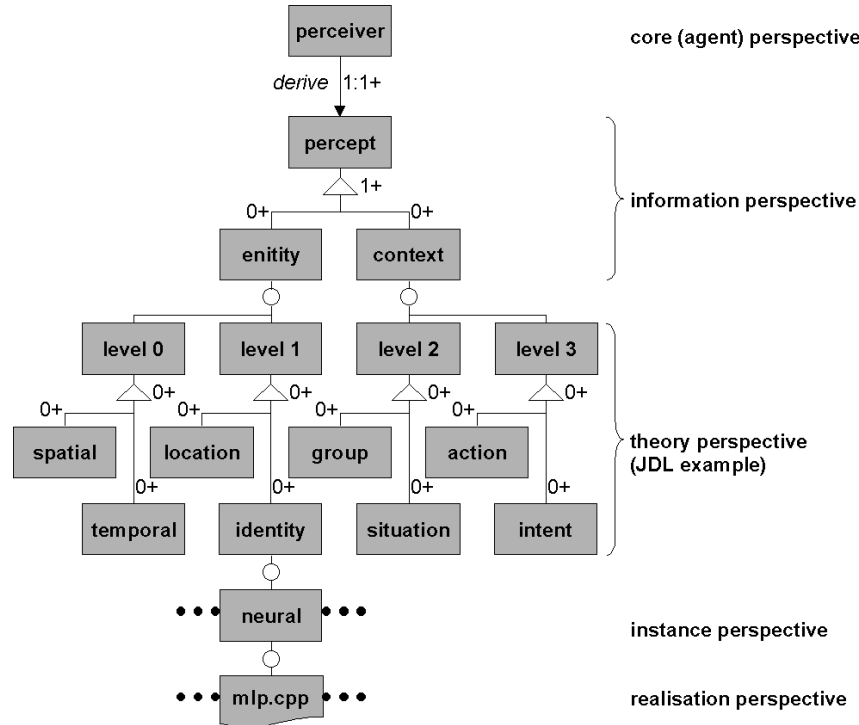 perceiver
core (agent) perspective
derive 1:1+
percept
1+
information perspective
0+ 0+
enitity context
level 0 level 1 level 2 level 3
0+ 0+ 0+ 0+
0+ 0+ 0+ 0+
spatial location group action
theory perspective
(JDL example)
0+ 0+ 0+ 0+
temporal identity situation intent
neural
instance perspective
mlp.cpp
realisation perspective